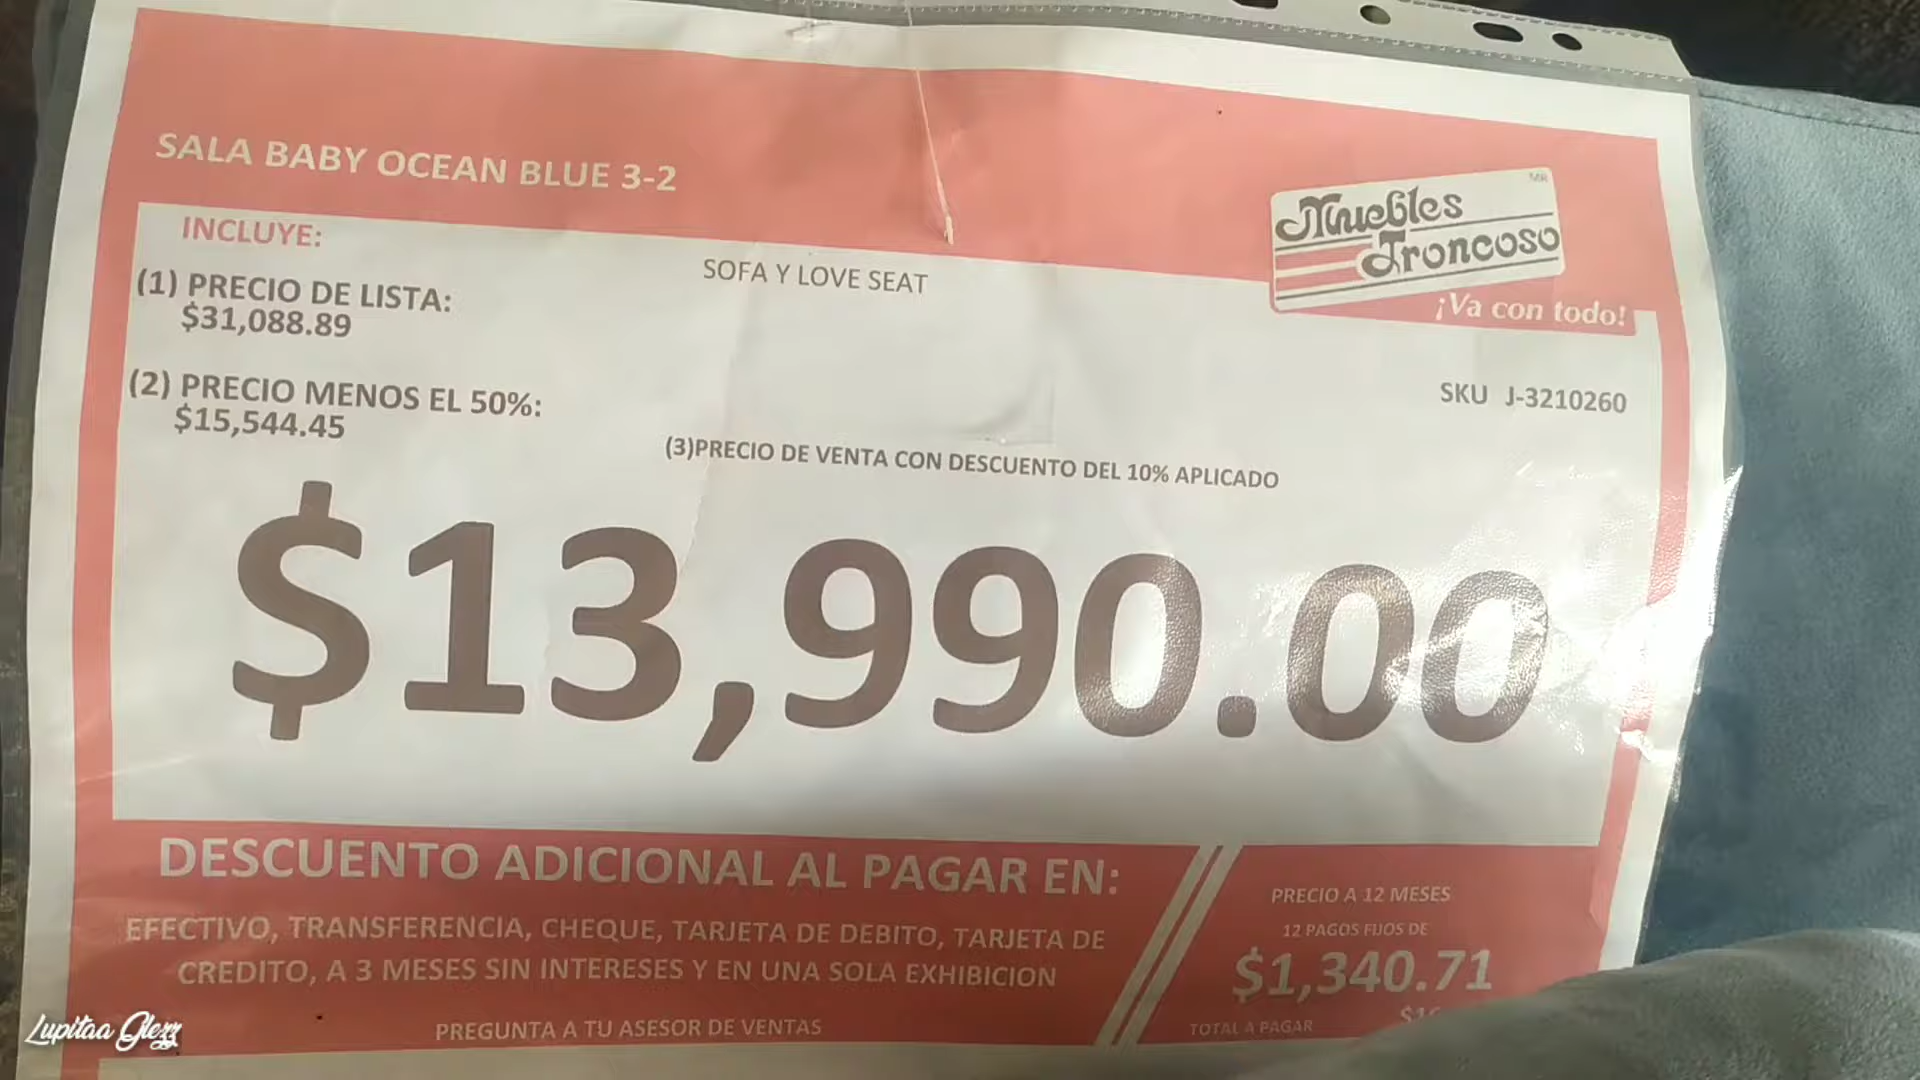 SALA BABY OCEAN BLUE 3-2
MR
Muebles
Troncoso
¡Va con todo!
INCLUYE:
SOFA Y LOVE SEAT
(1) PRECIO DE LISTA:
$31,088.89
SKU J-3210260
(2) PRECIO MENOS EL 50%:
$15,544.45
(3)PRECIO DE VENTA CON DESCUENTO DEL 10% APLICADO
$13,990.00
DESCUENTO ADICIONAL AL PAGAR EN:
EFECTIVO, TRANSFERENCIA, CHEQUE, TARJETA DE DEBITO, TARJETA DE
CREDITO, A 3 MESES SIN INTERESES Y EN UNA SOLA EXHIBICION
PREGUNTA A TU ASESOR DE VENTAS
PRECIO A 12 MESES
12 PAGOS FIJOS DE
$1,340.71
TOTAL A PAGAR
Lupitaa Glezz